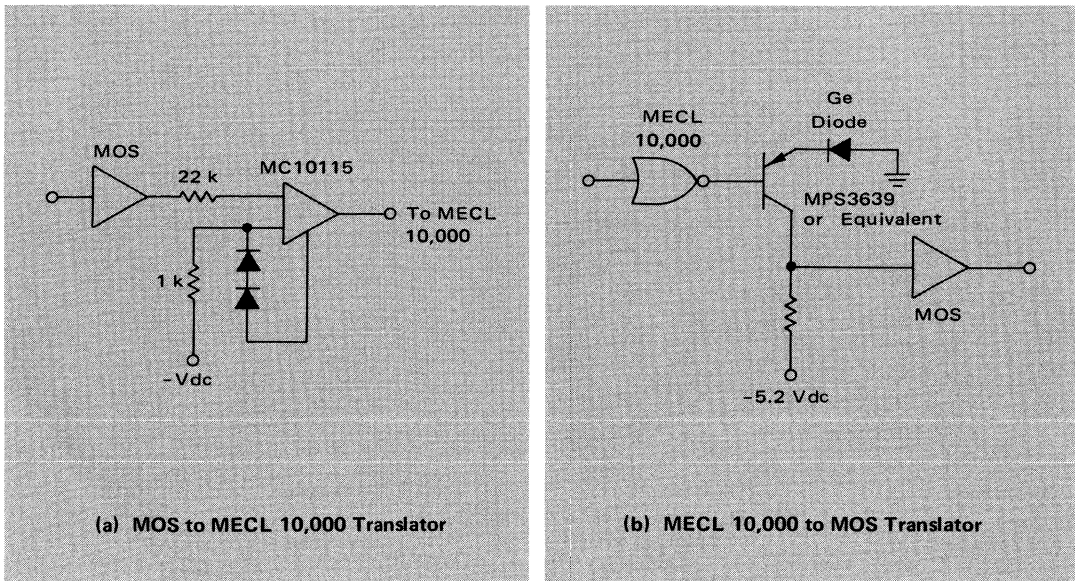 MOS
22 k
MC10115
To MECL
10,000
1 k
-Vdc
(a) MOS to MECL 10,000 Translator
MECL
10,000
Ge
Diode
MPS3639
or Equivalent
MOS
-5.2 Vdc
(b) MECL 10,000 to MOS Translator